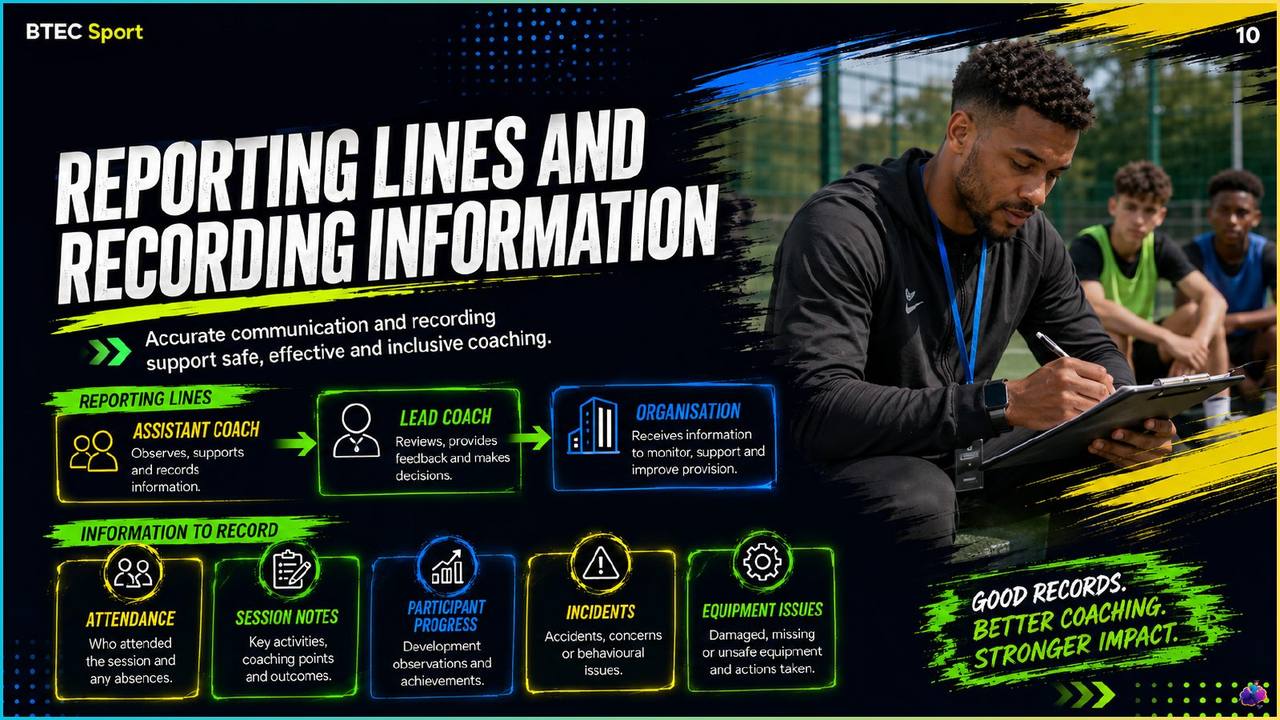 BTEC Sport
10
REPORTING LINES AND
RECORDING INFORMATION
Accurate communication and recording
support safe, effective and inclusive coaching.
REPORTING LINES
ASSISTANT COACH
Observes, supports
and records
information.
LEAD COACH
Reviews, provides
feedback and makes
decisions.
ORGANISATION
Receives information
to monitor, support and
improve provision.
INFORMATION TO RECORD
ATTENDANCE
Who attended
the session and
any absences.
SESSION NOTES
Key activities,
coaching points
and outcomes.
PARTICIPANT
PROGRESS
Development
observations and
achievements.
INCIDENTS
Accidents, concerns
or behavioural
issues.
EQUIPMENT ISSUES
Damaged, missing
or unsafe equipment
and actions taken.
GOOD RECORDS.
BETTER COACHING.
STRONGER IMPACT.